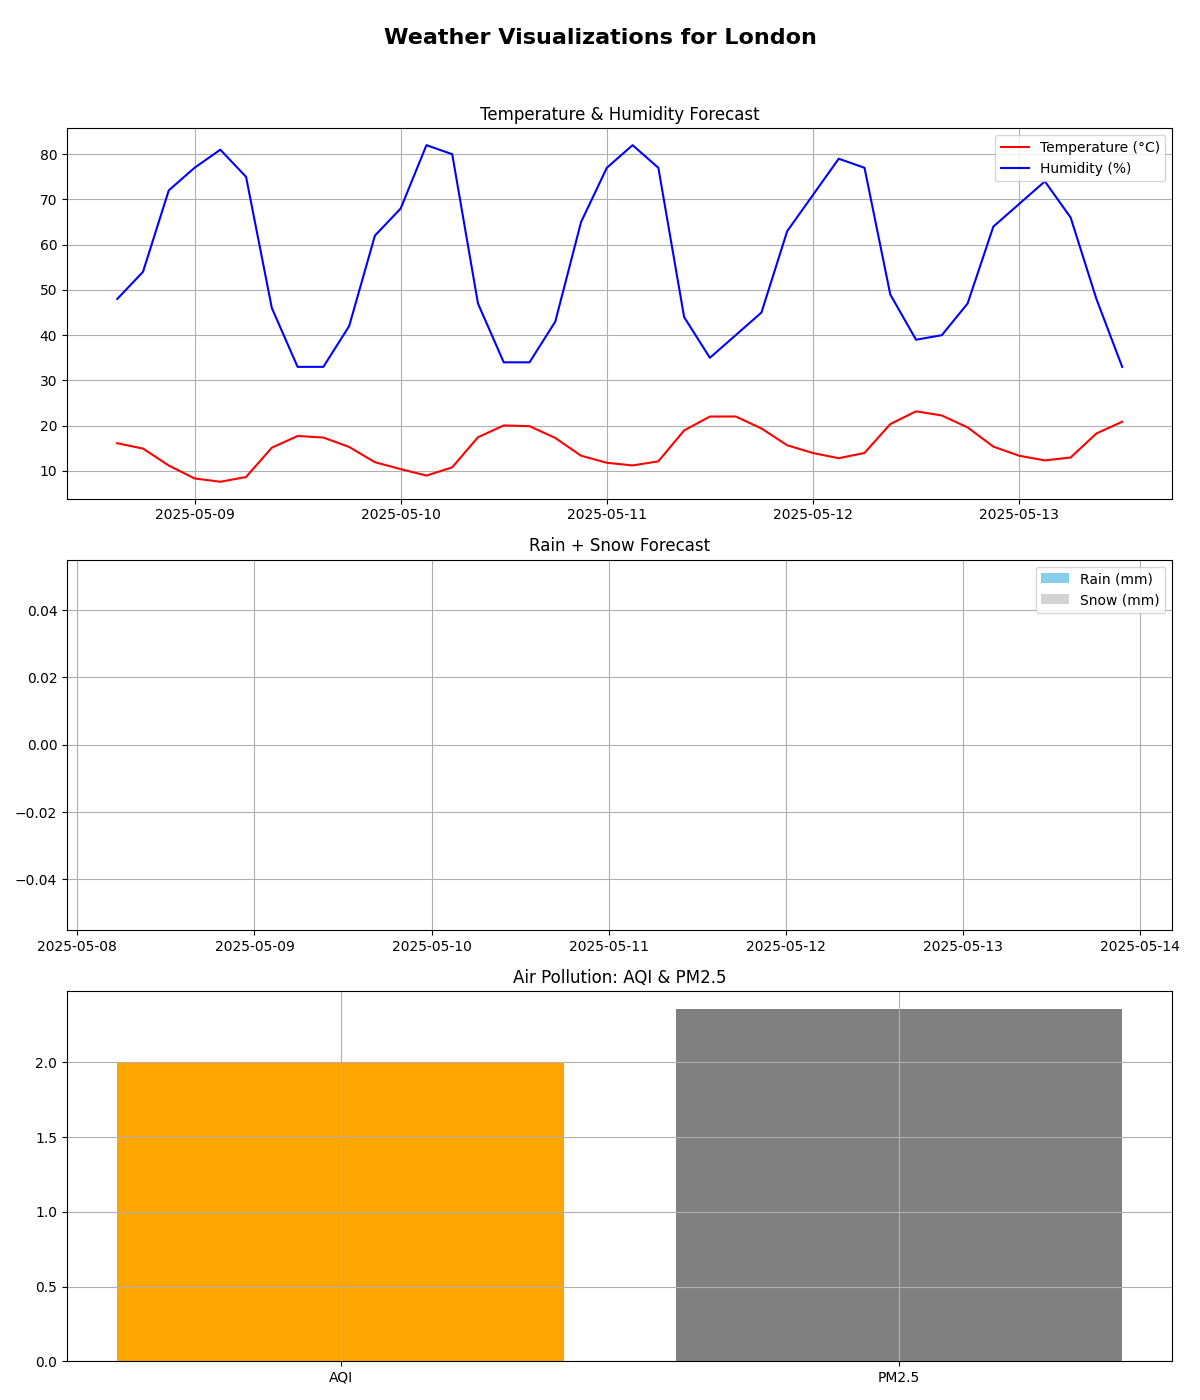 Weather Visualizations for London
Temperature & Humidity Forecast
Temperature (°C)
Humidity (%)
80
70
60
50
40
30
20
10
2025-05-09 2025-05-10 2025-05-11 2025-05-12 2025-05-13
Rain + Snow Forecast
Rain (mm)
Snow (mm)
0.04
0.02
0.00
−0.02
−0.04
2025-05-08 2025-05-09 2025-05-10 2025-05-11 2025-05-12 2025-05-13 2025-05-14
Air Pollution: AQI & PM2.5
2.0
1.5
1.0
0.5
0.0
AQI PM2.5